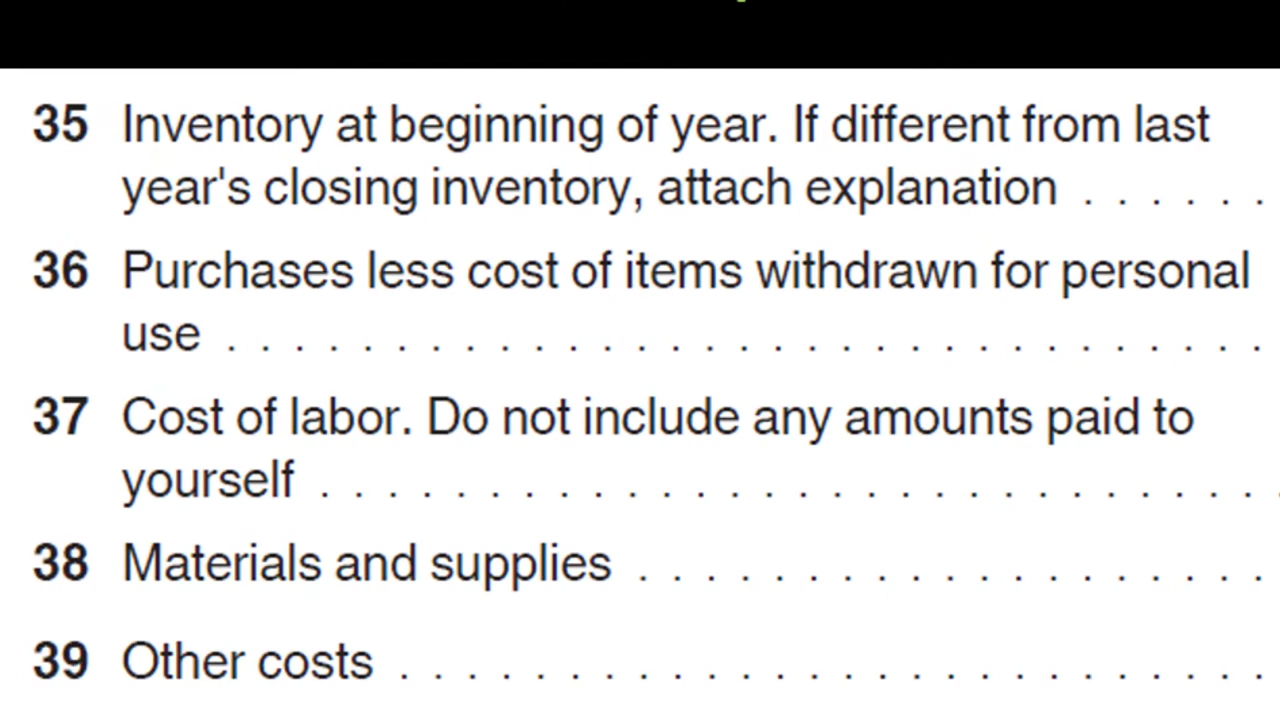 35 Inventory at beginning of year. If different from last
year's closing inventory, attach explanation . . . . . .
36 Purchases less cost of items withdrawn for personal
use . . . . . . . . . . . . . . . . . . . . . . . . . . . . . . .
37 Cost of labor. Do not include any amounts paid to
yourself . . . . . . . . . . . . . . . . . . . . . . . . . . . . .
38 Materials and supplies . . . . . . . . . . . . . . . . . . .
39 Other costs . . . . . . . . . . . . . . . . . . . . . . . . . .